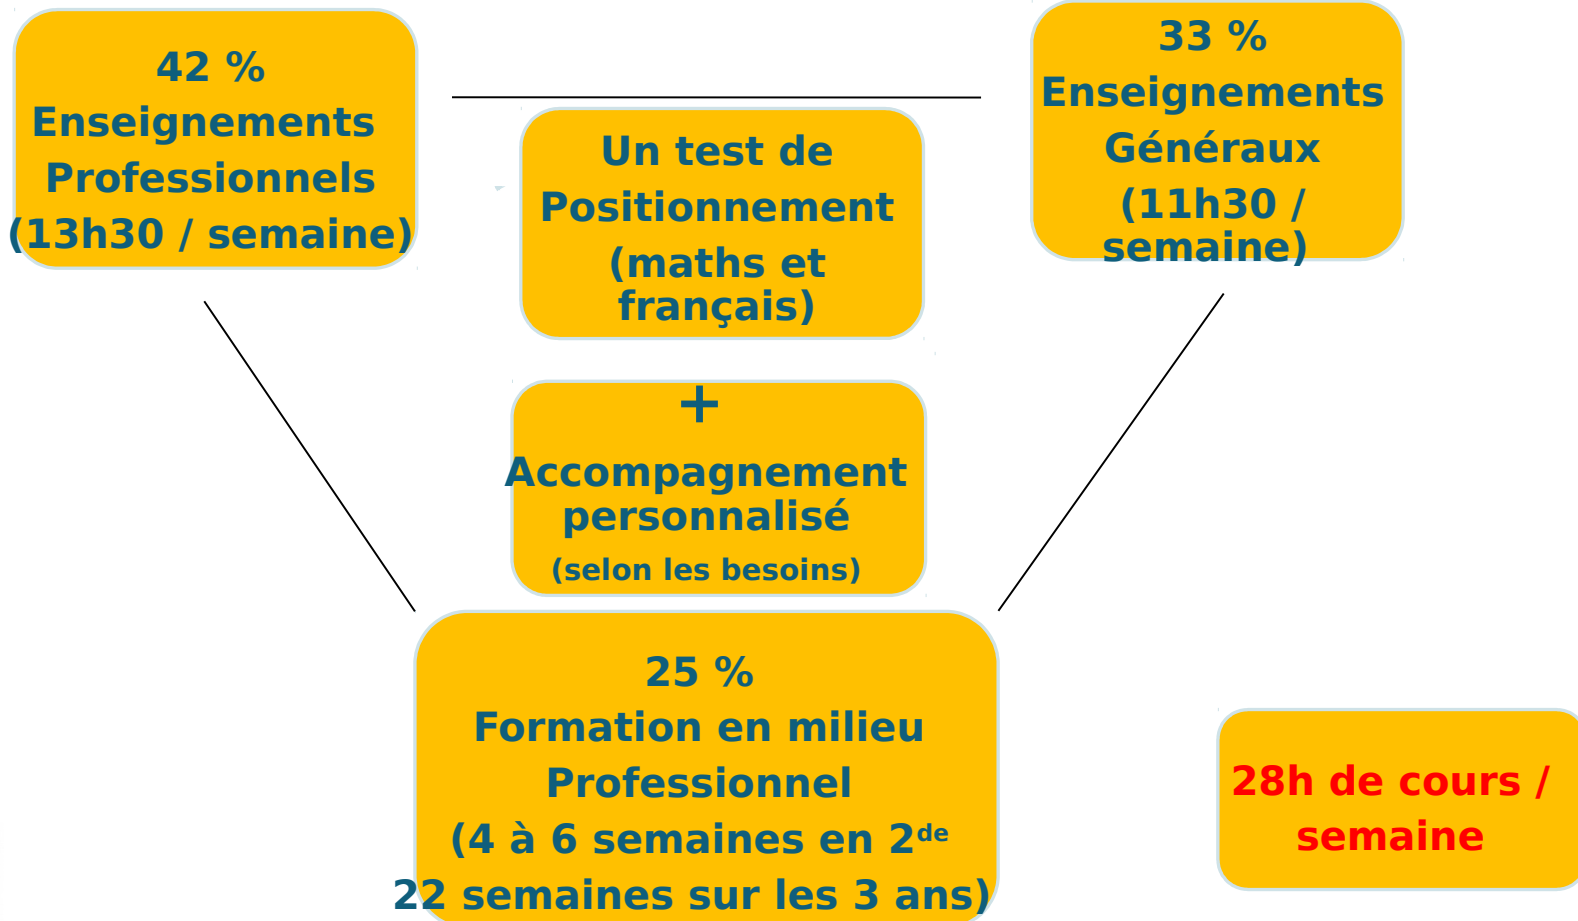 42 %
Enseignements
Professionnels
(13h30 / semaine)
33 %
Enseignements
Généraux
(11h30 /
semaine)
Un test de
Positionnement
(maths et
français)
+
Accompagnement
personnalisé
(selon les besoins)
25 %
Formation en milieu
Professionnel
(4 à 6 semaines en 2de
22 semaines sur les 3 ans)
28h de cours /
semaine